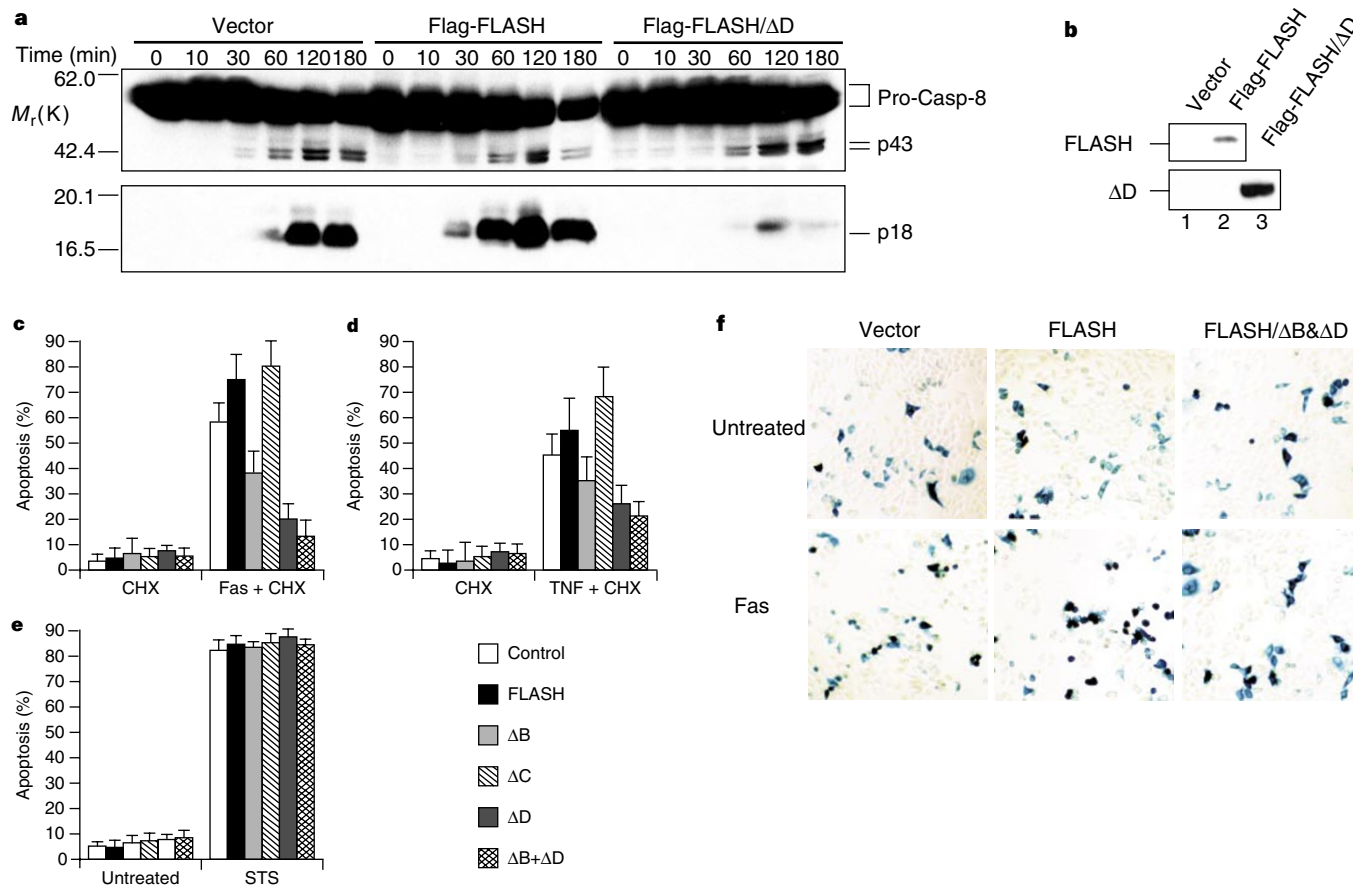 a
Vector Flag-FLASH Flag-FLASH/ΔD
Time (min) 0 10 30 60 120 180 0 10 30 60 120 180 0 10 30 60 120 180
62.0
Mr(K)
42.4
Pro-Casp-8
p43
20.1
16.5
p18
b
Vector
Flag-FLASH
Flag-FLASH/ΔD
FLASH
ΔD
1 2 3
c
Apoptosis (%)
90
80
70
60
50
40
30
20
10
0
CHX Fas + CHX
d
Apoptosis (%)
90
80
70
60
50
40
30
20
10
0
CHX TNF + CHX
e
Apoptosis (%)
90
80
70
60
50
40
30
20
10
0
Untreated STS
Control
FLASH
ΔB
ΔC
ΔD
ΔB+ΔD
f
Vector FLASH FLASH/ΔB&ΔD
Untreated
Fas